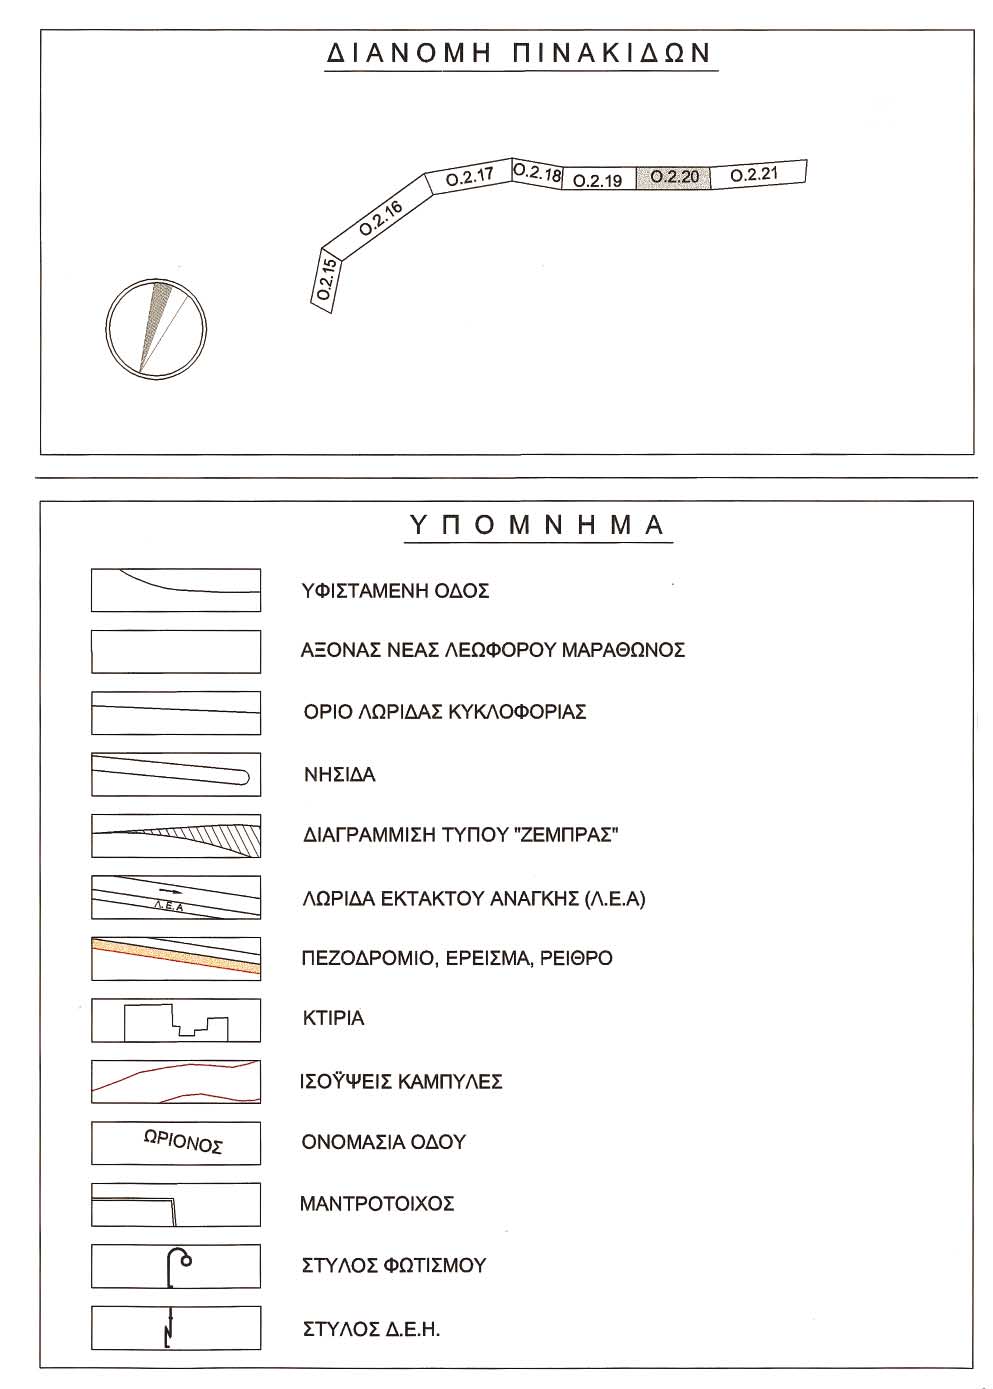 ΔΙΑΝΟΜΗ ΠΙΝΑΚΙΔΩΝ
Ο.2.15
Ο.2.16
Ο.2.17
Ο.2.18
Ο.2.19
Ο.2.20
Ο.2.21
ΥΠΟΜΝΗΜΑ
ΥΦΙΣΤΑΜΕΝΗ ΟΔΟΣ
ΑΞΟΝΑΣ ΝΕΑΣ ΛΕΩΦΟΡΟΥ ΜΑΡΑΘΩΝΟΣ
ΟΡΙΟ ΛΩΡΙΔΑΣ ΚΥΚΛΟΦΟΡΙΑΣ
ΝΗΣΙΔΑ
ΔΙΑΓΡΑΜΜΙΣΗ ΤΥΠΟΥ "ΖΕΜΠΡΑΣ"
Λ.Ε.Α
ΛΩΡΙΔΑ ΕΚΤΑΚΤΟΥ ΑΝΑΓΚΗΣ (Λ.Ε.Α)
ΠΕΖΟΔΡΟΜΙΟ, ΕΡΕΙΣΜΑ, ΡΕΙΘΡΟ
ΚΤΙΡΙΑ
ΙΣΟΫΨΕΙΣ ΚΑΜΠΥΛΕΣ
ΩΡΙΟΝΟΣ
ΟΝΟΜΑΣΙΑ ΟΔΟΥ
ΜΑΝΤΡΟΤΟΙΧΟΣ
ΣΤΥΛΟΣ ΦΩΤΙΣΜΟΥ
ΣΤΥΛΟΣ Δ.Ε.Η.